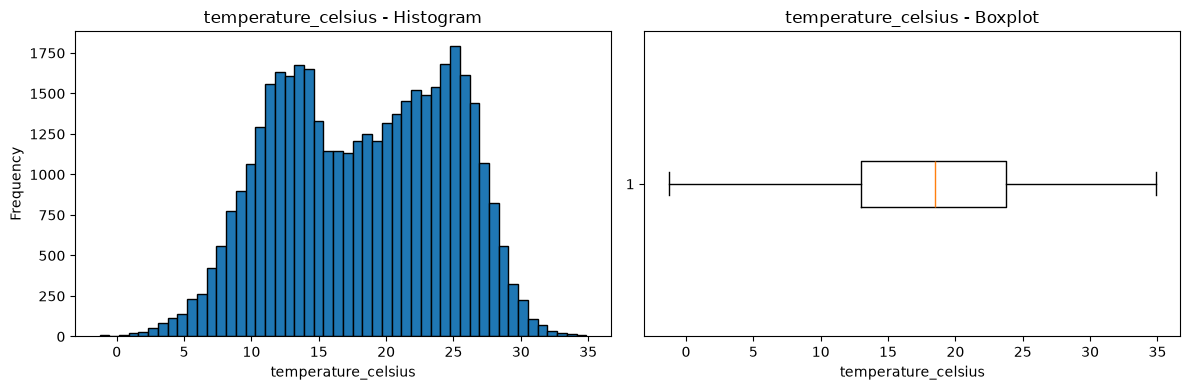 temperature_celsius - Histogram
1750
1500
1250
1000
750
500
250
0
Frequency
0 5 10 15 20 25 30 35
temperature_celsius
temperature_celsius - Boxplot
1
0 5 10 15 20 25 30 35
temperature_celsius